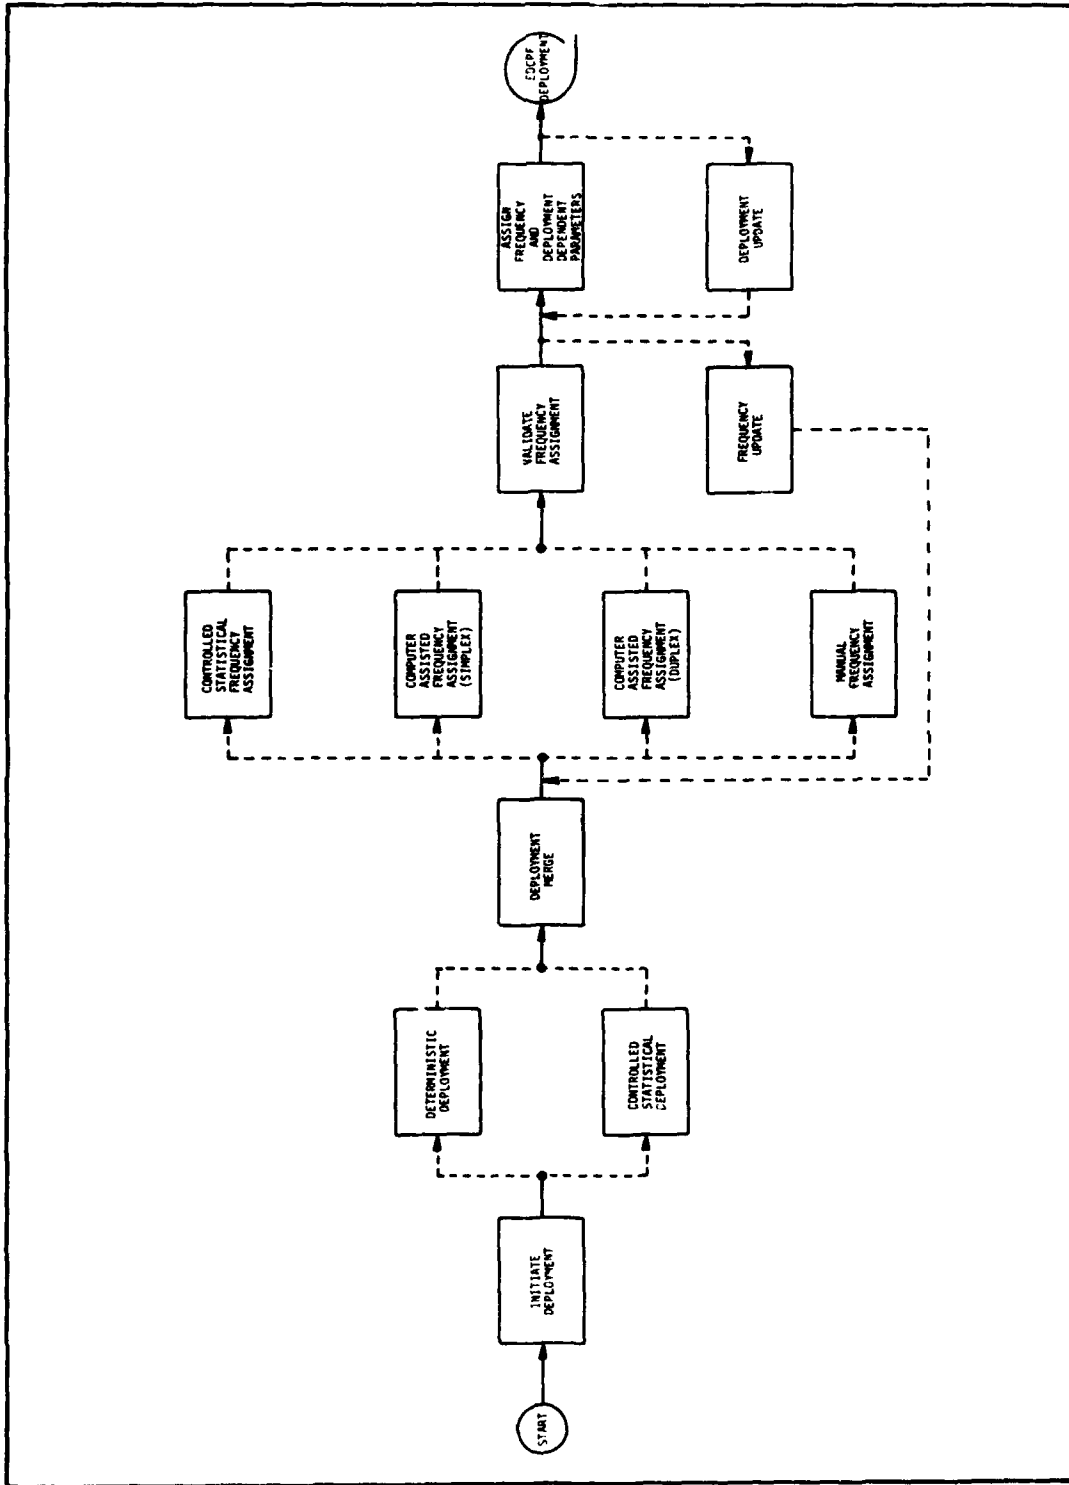 START
INITIATE
DEPLOYMENT
DETERMINISTIC
DEPLOYMENT
CONTROLLED
STATISTICAL
DEPLOYMENT
DEPLOYMENT
MERGE
CONTROLLED
STATISTICAL
FREQUENCY
ASSIGNMENT
COMPUTER
ASSISTED
FREQUENCY
ASSIGNMENT
(SIMPLEX)
COMPUTER
ASSISTED
FREQUENCY
ASSIGNMENT
(DUPLEX)
MANUAL
FREQUENCY
ASSIGNMENT
VALIDATE
FREQUENCY
ASSIGNMENT
FREQUENCY
UPDATE
ASSIGN
FREQUENCY
AND
DEPLOYMENT
DEPENDENT
PARAMETERS
DEPLOYMENT
UPDATE
EDCPF
DEPLOYMENT